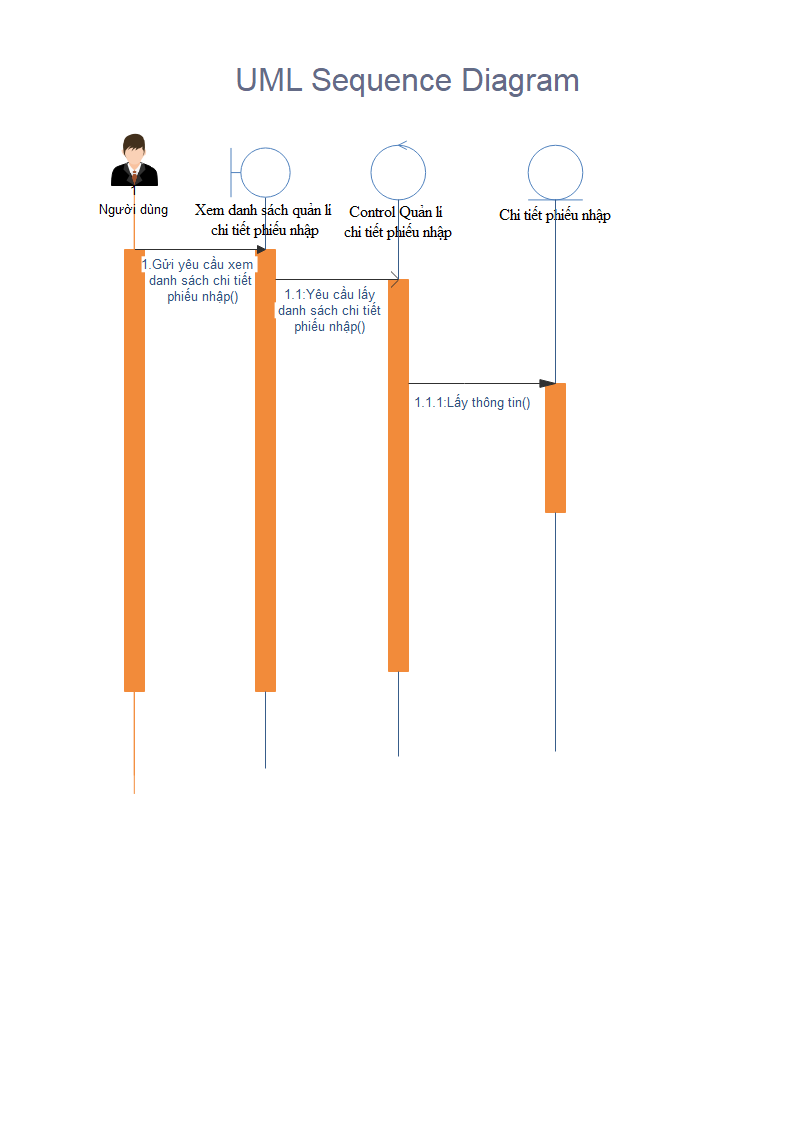 UML Sequence Diagram
Người dùng
Xem danh sách quản lí
chi tiết phiếu nhập
Control Quản lí
chi tiết phiếu nhập
Chi tiết phiếu nhập
1.Gửi yêu cầu xem
danh sách chi tiết
phiếu nhập()
1.1:Yêu cầu lấy
danh sách chi tiết
phiếu nhập()
1.1.1:Lấy thông tin()